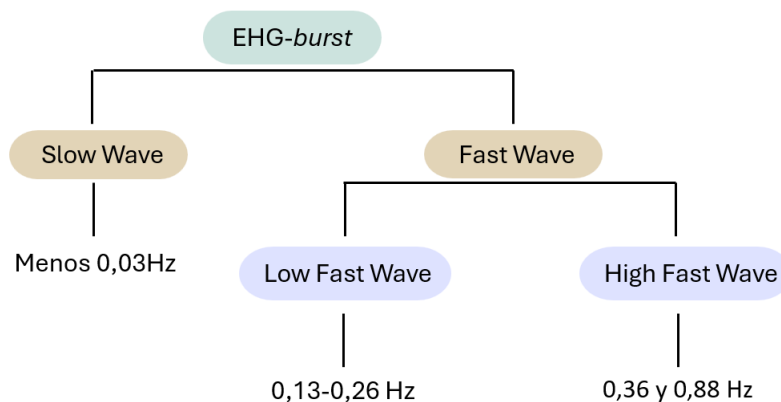 EHG-burst
Slow Wave
Fast Wave
Menos 0,03Hz
Low Fast Wave
High Fast Wave
0,13-0,26 Hz
0,36 y 0,88 Hz